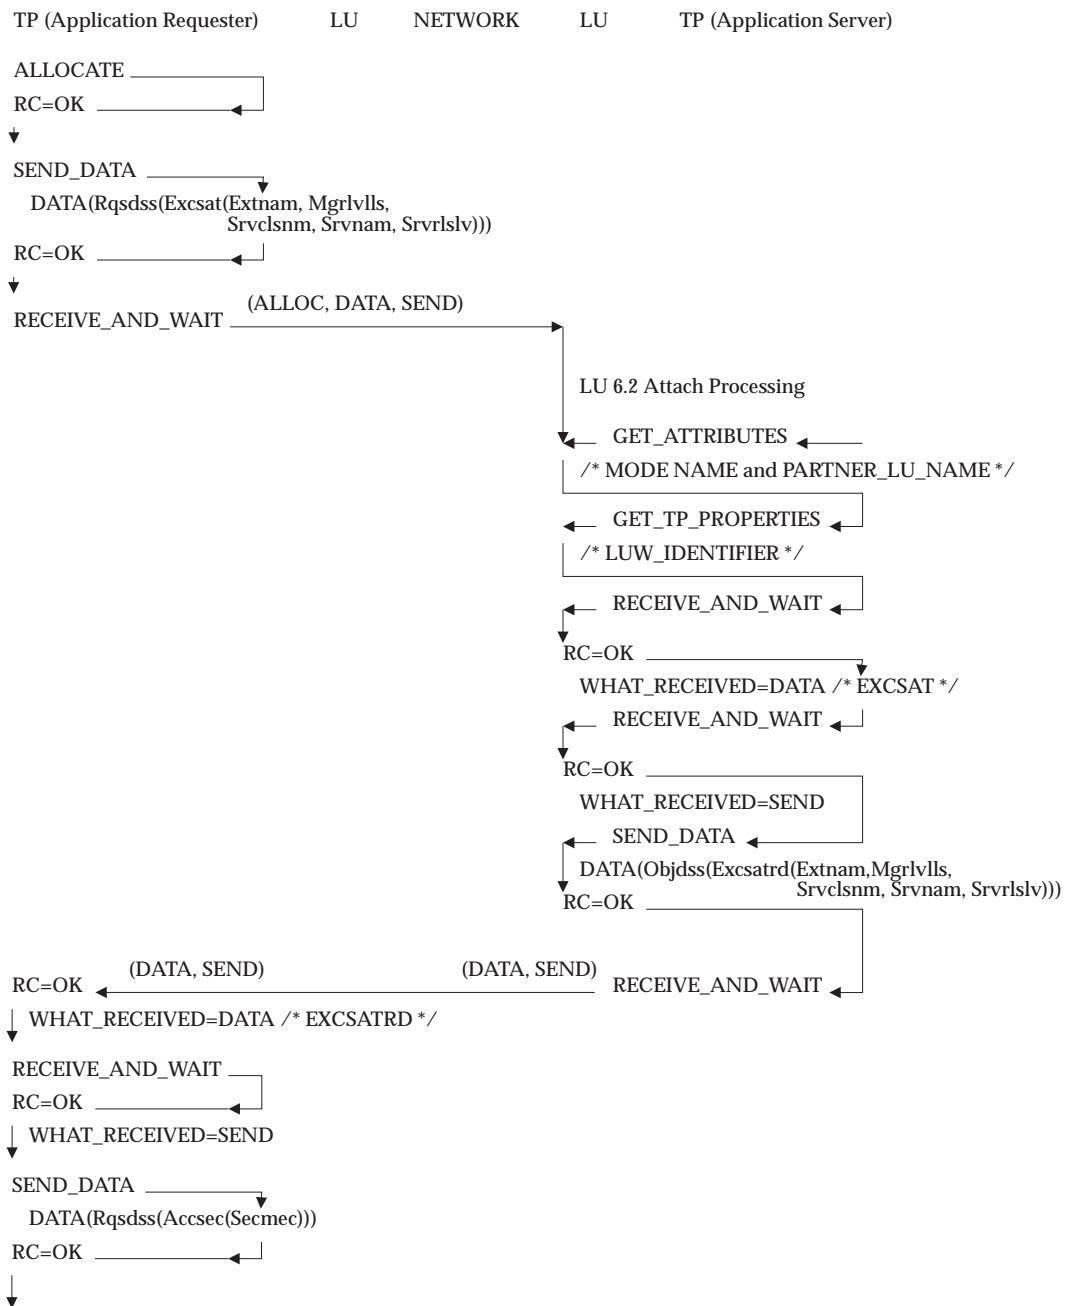 TP (Application Requester) LU NETWORK LU TP (Application Server)
ALLOCATE
RC=OK
SEND_DATA
DATA(Rqsdss(Excsat(Extnam, Mgrlvlls,
Srvclsnm, Srvnam, Srvrlslv)))
RC=OK
(ALLOC, DATA, SEND)
RECEIVE_AND_WAIT
LU 6.2 Attach Processing
GET_ATTRIBUTES
/* MODE NAME and PARTNER_LU_NAME */
GET_TP_PROPERTIES
/* LUW_IDENTIFIER */
RECEIVE_AND_WAIT
RC=OK
WHAT_RECEIVED=DATA /* EXCSAT */
RECEIVE_AND_WAIT
RC=OK
WHAT_RECEIVED=SEND
SEND_DATA
DATA(Objdss(Excsatrd(Extnam,Mgrlvlls,
Srvclsnm, Srvnam, Srvrlslv)))
RC=OK
(DATA, SEND) (DATA, SEND)
RC=OK RECEIVE_AND_WAIT
WHAT_RECEIVED=DATA /* EXCSATRD */
RECEIVE_AND_WAIT
RC=OK
WHAT_RECEIVED=SEND
SEND_DATA
DATA(Rqsdss(Accsec(Secmec)))
RC=OK